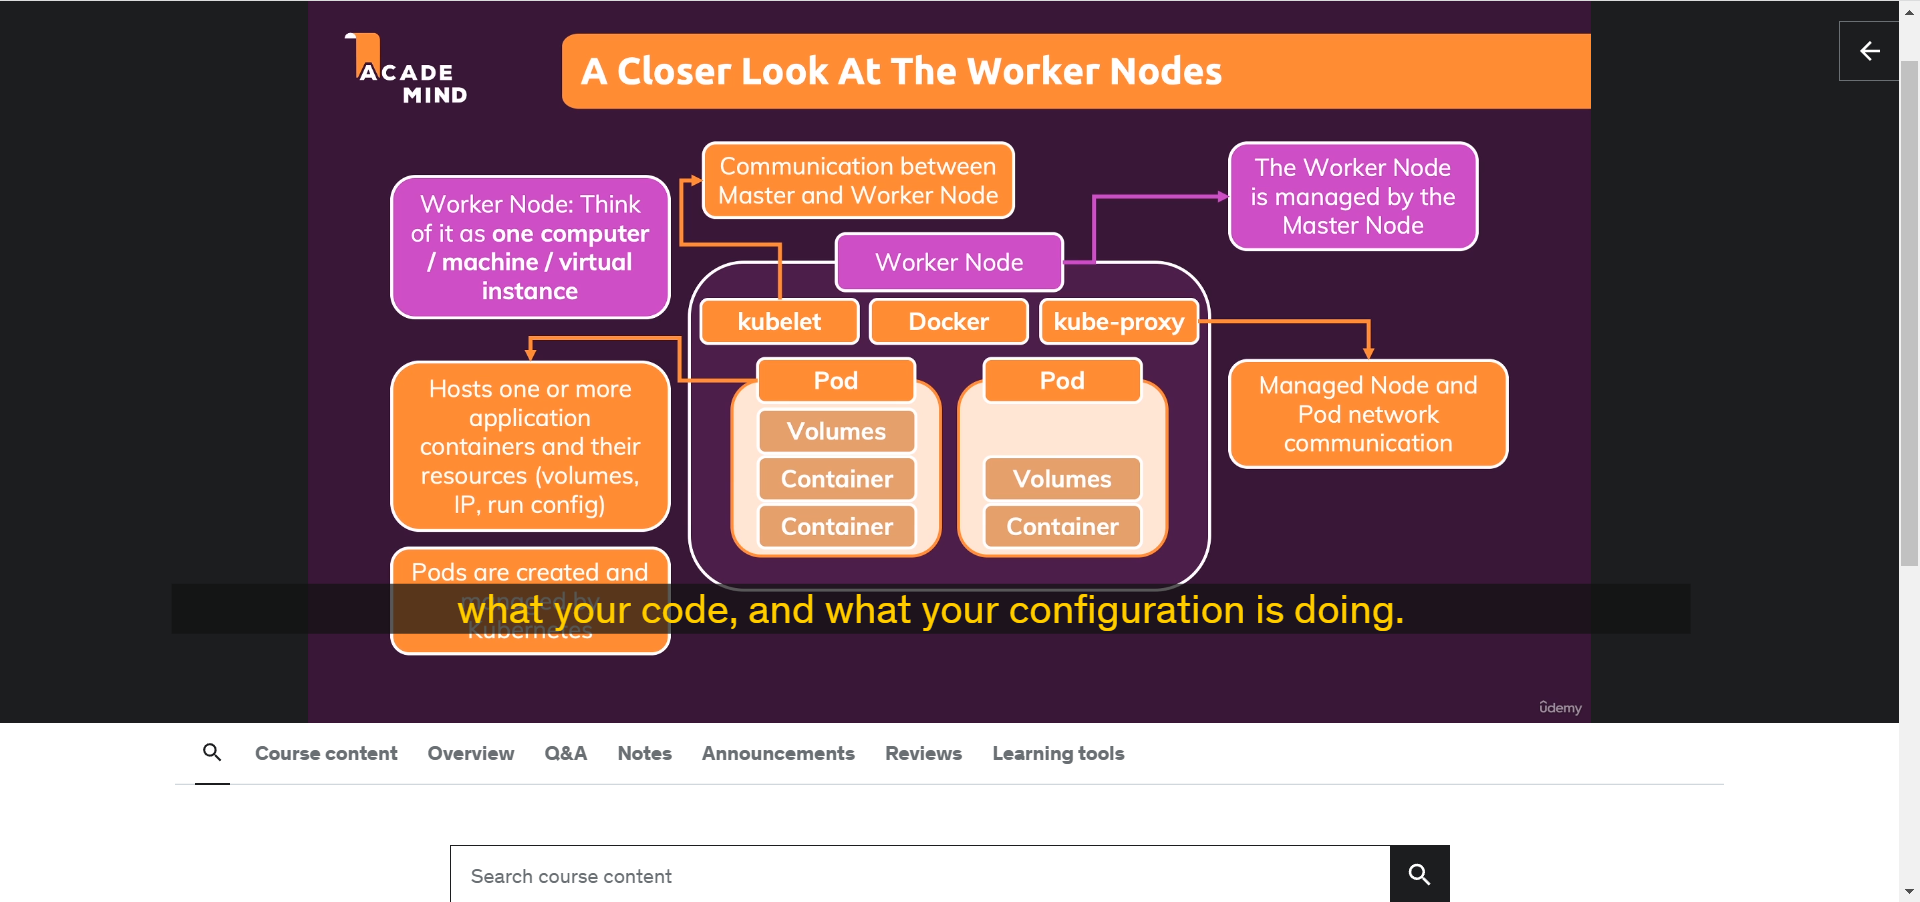 ACADE
MIND
A Closer Look At The Worker Nodes
Communication between
Master and Worker Node
The Worker Node
is managed by the
Master Node
Worker Node: Think
of it as one computer
/ machine / virtual
instance
Worker Node
kubelet
Docker
kube-proxy
Pod
Volumes
Container
Container
Pod
Volumes
Container
Hosts one or more
application
containers and their
resources (volumes,
IP, run config)
Managed Node and
Pod network
communication
Pods are created and
managed by
Kubernetes
what your code, and what your configuration is doing.
udemy
Course content
Overview
Q&A
Notes
Announcements
Reviews
Learning tools
Search course content